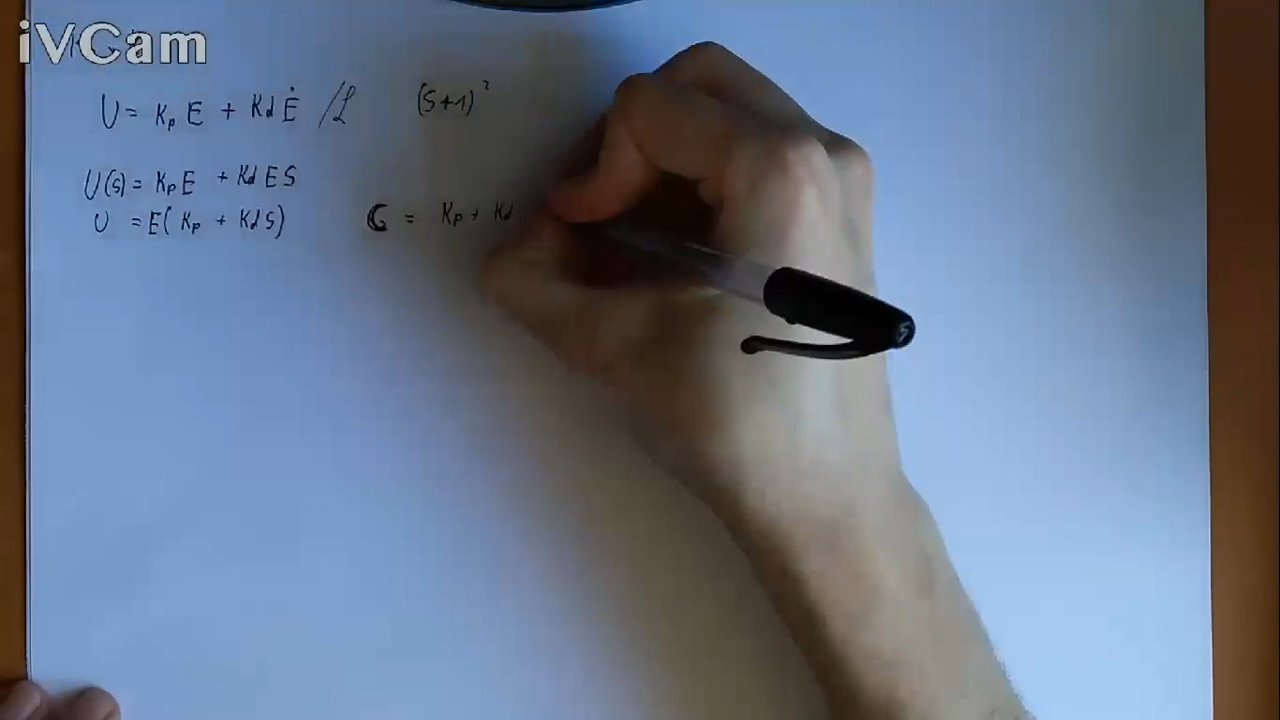 iVCam
U = Kp E + Kd Ė /ℒ (S+1)²
U(s) = Kp E + Kd E S
U = E( Kp + Kd S) G = Kp + Kd